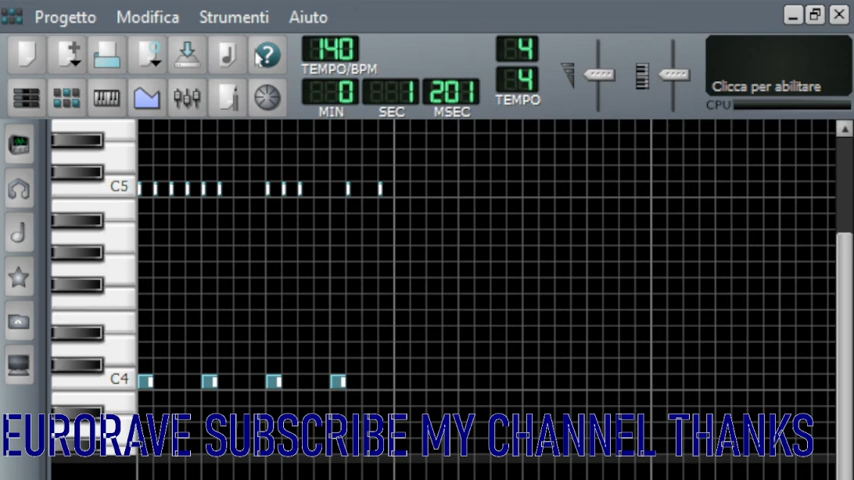 Progetto Modifica Strumenti Aiuto
140
TEMPO/BPM
0 1 201
MIN SEC MSEC
4
4
TEMPO
Clicca per abilitare
CPU
C5
C4
EURORAVE SUBSCRIBE MY CHANNEL THANKS